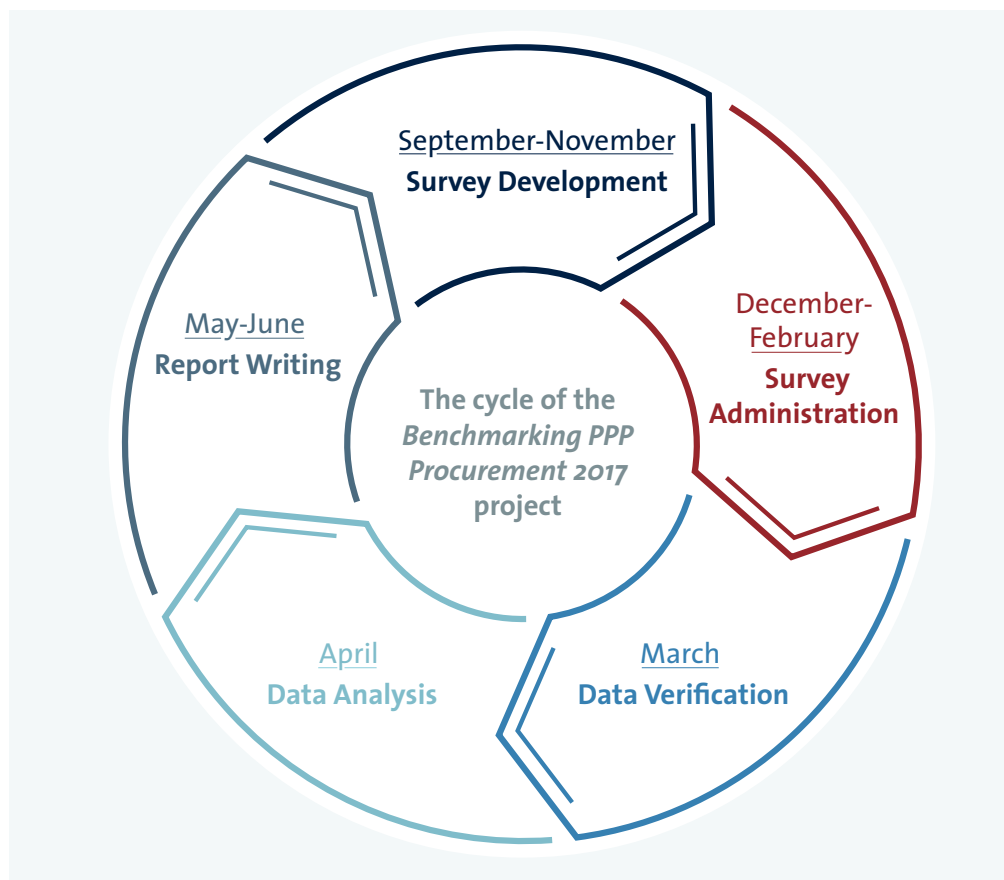 September-November
Survey Development
December-
February
Survey
Administration
March
Data Verification
April
Data Analysis
May-June
Report Writing
The cycle of the
Benchmarking PPP
Procurement 2017
project